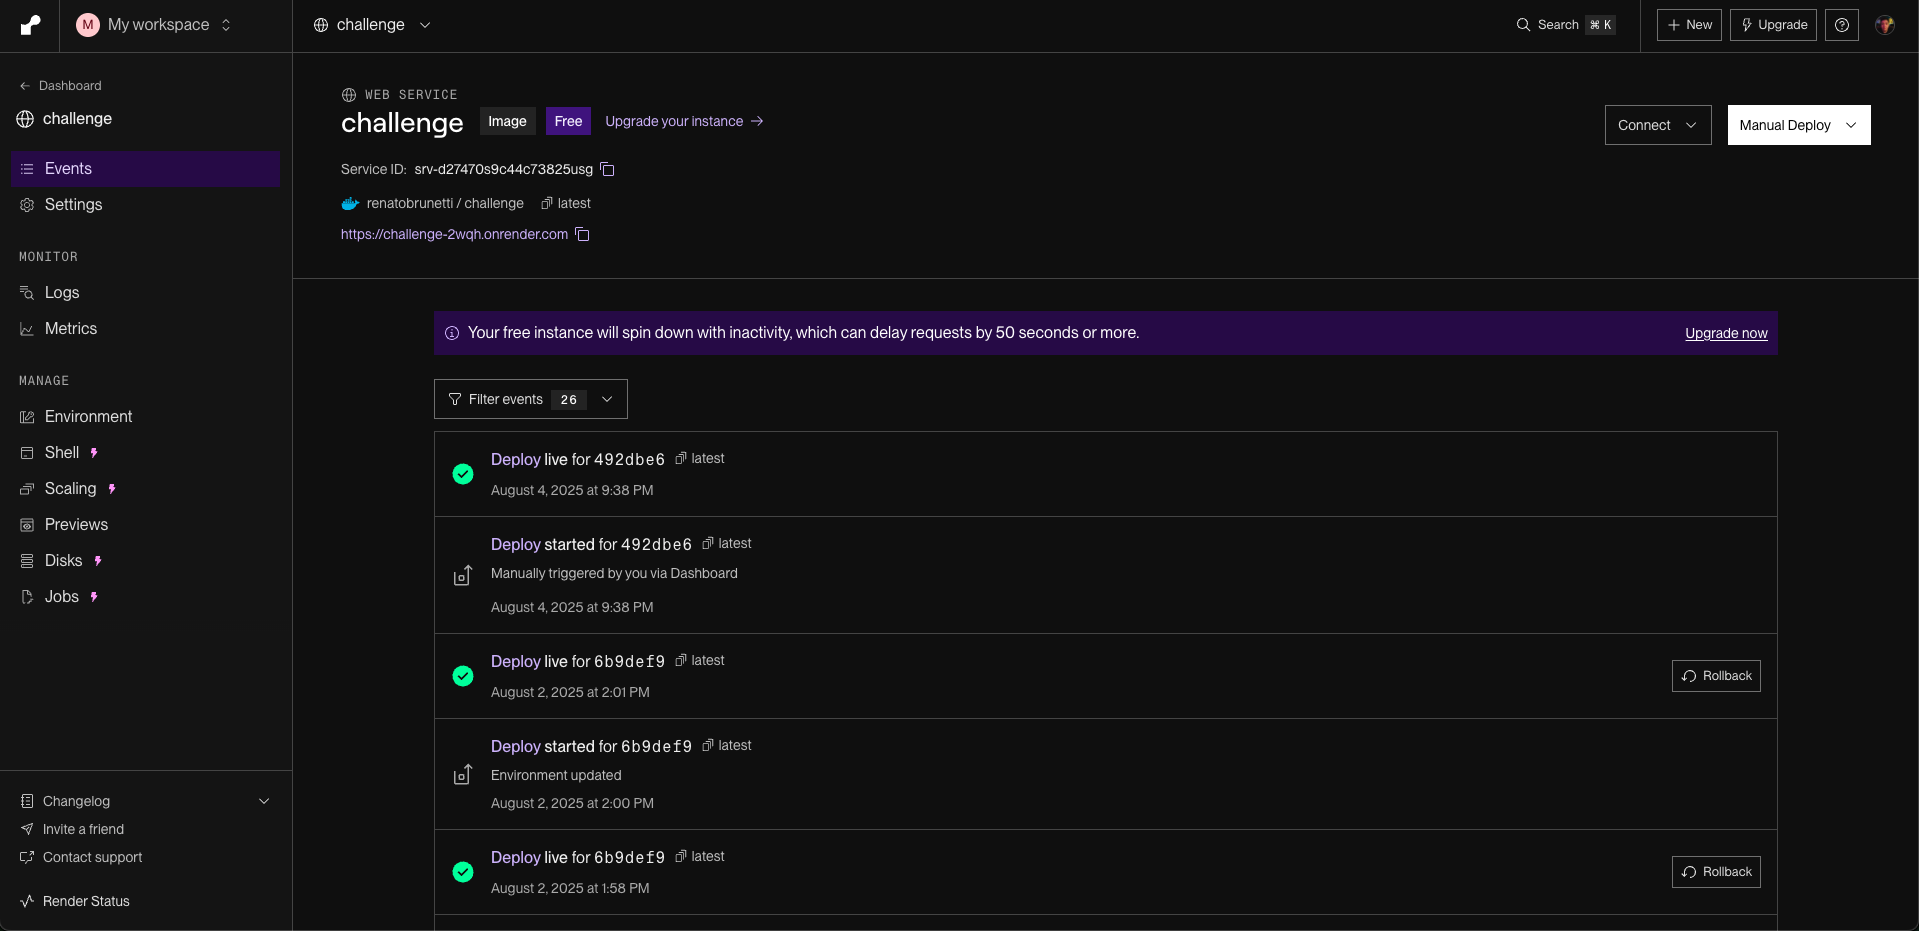 M My workspace
challenge
Search ⌘ K
New
Upgrade
Dashboard
challenge
Events
Settings
MONITOR
Logs
Metrics
MANAGE
Environment
Shell
Scaling
Previews
Disks
Jobs
Changelog
Invite a friend
Contact support
Render Status
WEB SERVICE
challenge Image Free Upgrade your instance →
Connect
Manual Deploy
Service ID: srv-d27470s9c44c73825usg
renatobrunetti / challenge latest
https://challenge-2wqh.onrender.com
Your free instance will spin down with inactivity, which can delay requests by 50 seconds or more.
Upgrade now
Filter events 26
Deploy live for 492dbe6 latest
August 4, 2025 at 9:38 PM
Deploy started for 492dbe6 latest
Manually triggered by you via Dashboard
August 4, 2025 at 9:38 PM
Deploy live for 6b9def9 latest
August 2, 2025 at 2:01 PM
Rollback
Deploy started for 6b9def9 latest
Environment updated
August 2, 2025 at 2:00 PM
Deploy live for 6b9def9 latest
August 2, 2025 at 1:58 PM
Rollback